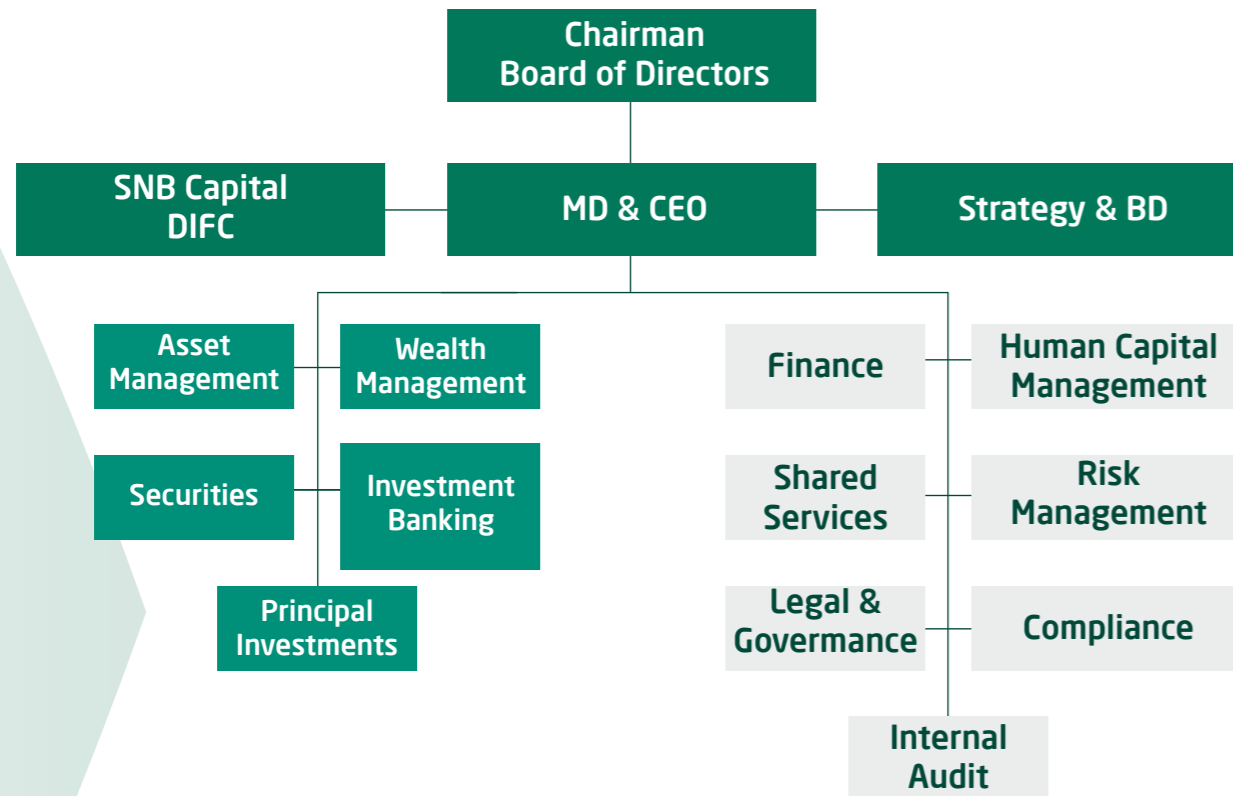 Chairman
Board of Directors
SNB Capital
DIFC
MD & CEO
Strategy & BD
Asset
Management
Wealth
Management
Finance
Human Capital
Management
Securities
Investment
Banking
Shared
Services
Risk
Management
Principal
Investments
Legal &
Govermance
Compliance
Internal
Audit